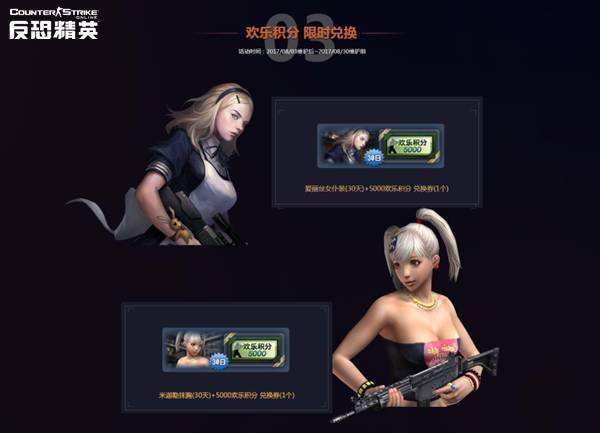 COUNTER STRIKE
ONLINE
反恐精英
03
欢乐积分 限时兑换
活动时间：2017/08/03维护后~2017/08/30维护前
欢乐积分
5000
30日
爱丽丝女仆装(30天)+5000欢乐积分 兑换券(1个)
欢乐积分
5000
30日
米迦勒抹胸(30天)+5000欢乐积分 兑换券(1个)